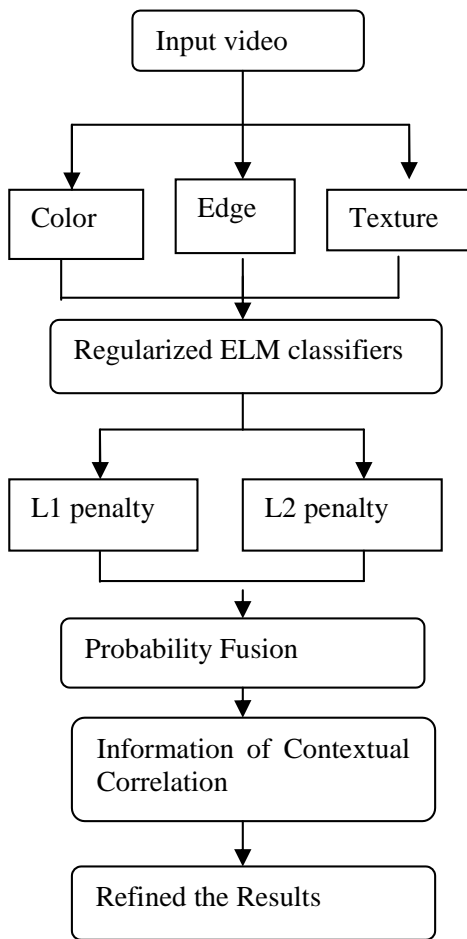 Input video
Color
Edge
Texture
Regularized ELM classifiers
L1 penalty
L2 penalty
Probability Fusion
Information of Contextual
Correlation
Refined the Results